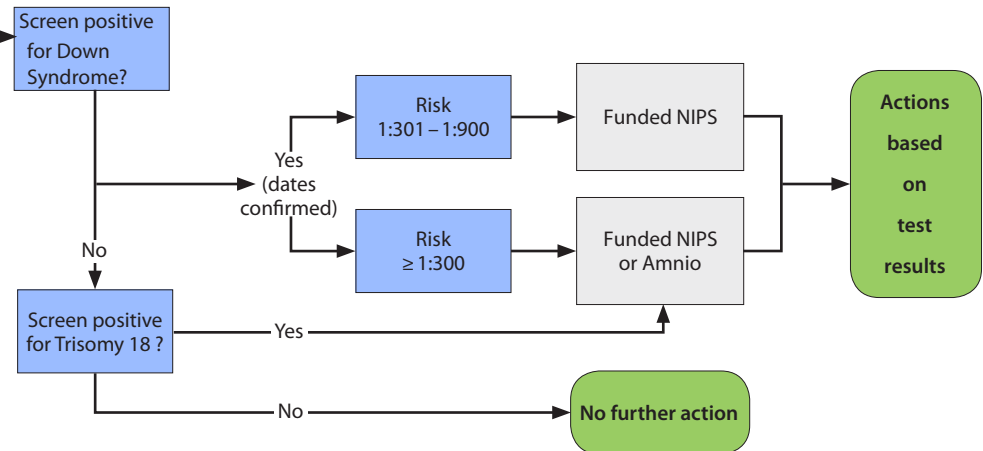 Screen positive
for Down
Syndrome?
Yes
(dates
confirmed)
Risk
1:301 – 1:900
Funded NIPS
Risk
≥ 1:300
Funded NIPS
or Amnio
Actions
based
on
test
results
No
Screen positive
for Trisomy 18 ?
Yes
No
No further action